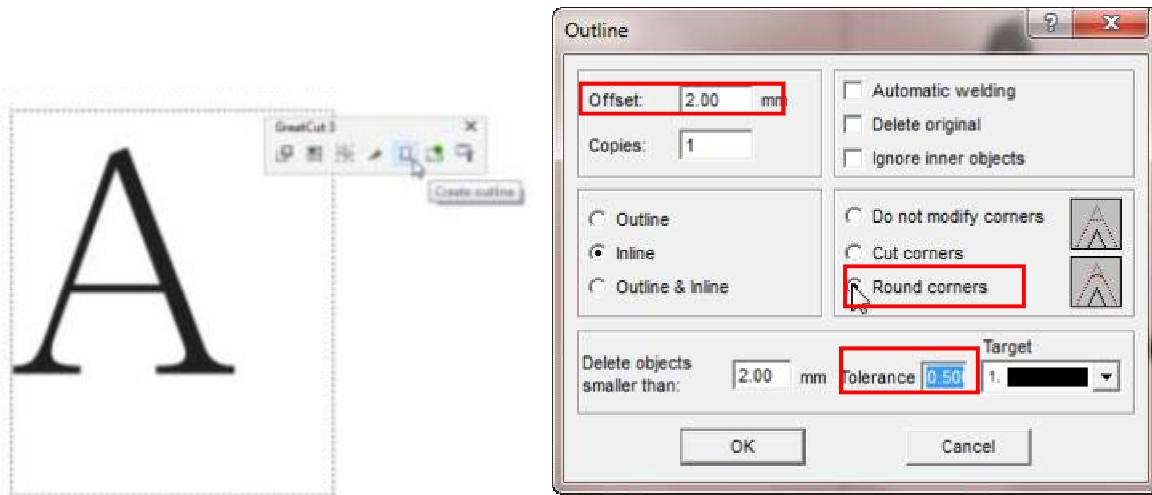 A
GreatCut 3
Create outline
Outline
Offset: 2.00 mm
Copies: 1
Automatic welding
Delete original
Ignore inner objects
Outline
Inline
Outline & Inline
Do not modify corners
Cut corners
Round corners
Delete objects
smaller than: 2.00 mm
Tolerance 0.500
Target
1.
OK
Cancel